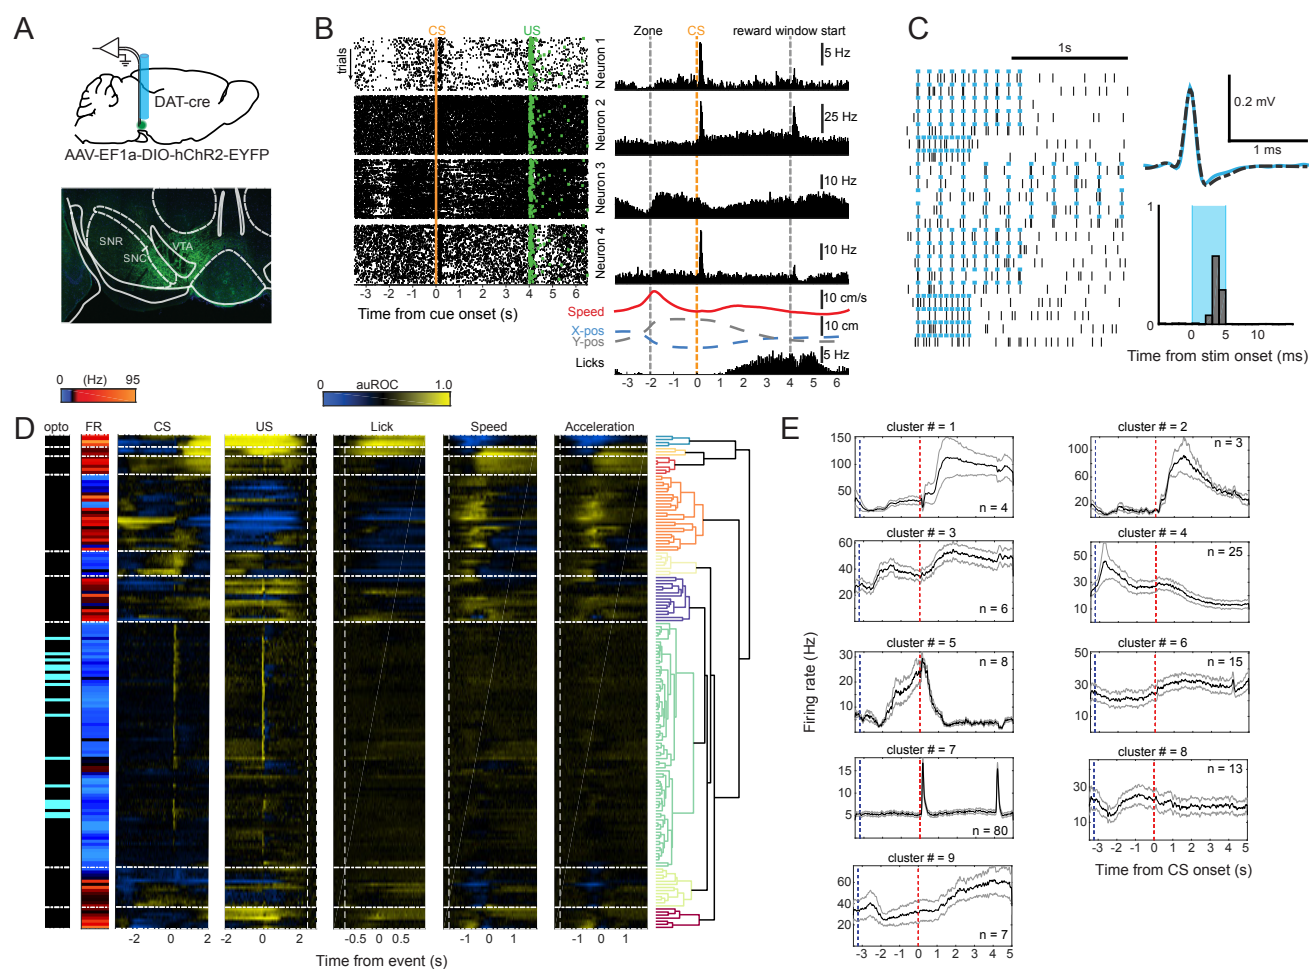 A
DAT-cre
AAV-EF1a-DIO-hChR2-EYFP
SNR
SNC
VTA
B
CS
US
trials
Neuron 1
Neuron 2
Neuron 3
Neuron 4
-3 -2 -1 0 1 2 3 4 5 6
Time from cue onset (s)
Zone
CS
reward window start
5 Hz
25 Hz
10 Hz
10 Hz
Speed
10 cm/s
X-pos
Y-pos
10 cm
Licks
5 Hz
-3 -2 -1 0 1 2 3 4 5 6
C
1s
0.2 mV
1 ms
1
0
0 5 10
Time from stim onset (ms)
0 (Hz) 95
0 auROC 1.0
D
opto
FR
CS
US
Lick
Speed
Acceleration
-2 0 2
-2 0 2
-0.5 0 0.5
-1 0 1
-1 0 1
Time from event (s)
E
cluster # = 1
150
100
50
n = 4
cluster # = 2
100
60
20
n = 3
cluster # = 3
60
40
20
n = 6
cluster # = 4
50
30
10
n = 25
cluster # = 5
30
20
10
n = 8
cluster # = 6
50
30
10
n = 15
cluster # = 7
15
10
5
n = 80
cluster # = 8
30
10
n = 13
-3 -2 -1 0 1 2 3 4 5
Time from CS onset (s)
cluster # = 9
75
60
40
20
n = 7
-3 -2 -1 0 1 2 3 4 5
Firing rate (Hz)